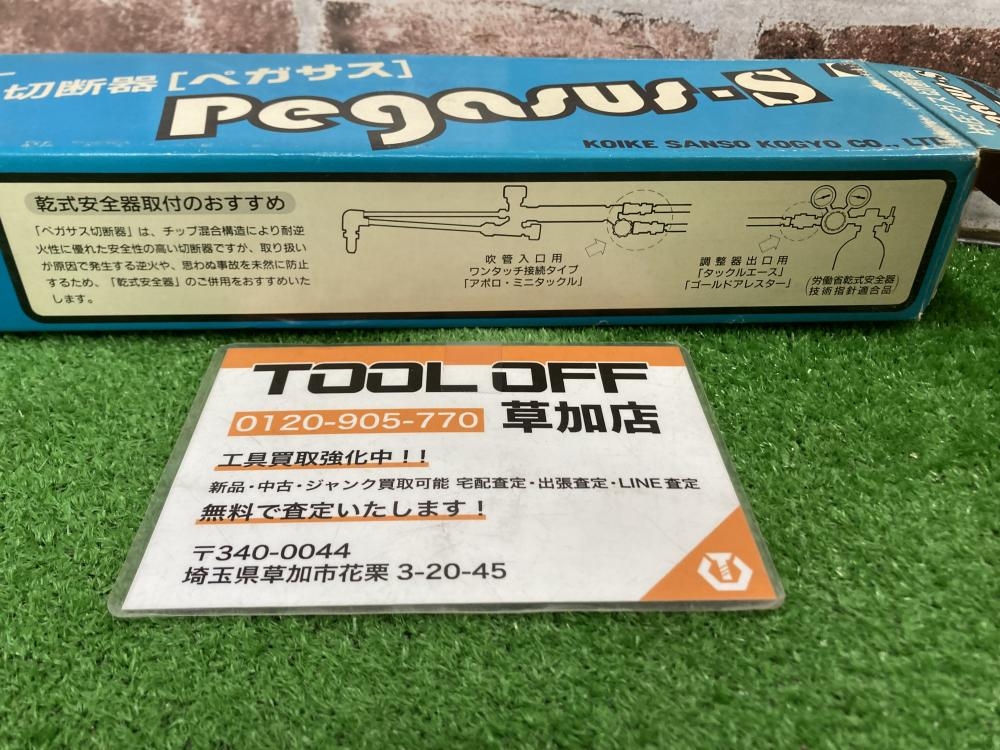 切断器[ペガサス]
Pegasus-S
KOIKE SANSO KOGYO CO., LTD
乾式安全器取付のおすすめ
「ペガサス切断器」は、チップ混合構造により耐逆
火性に優れた安全性の高い切断器ですが、取り扱い
が原因で発生する逆火や、思わぬ事故を未然に防止
するため、「乾式安全器」のご併用をおすすめいた
します。
吹管入口用
ワンタッチ接続タイプ
「アポロ・ミニタックル」
調整器出口用
「タックルエース」
「ゴールドアレスター」
(労働省乾式安全器
技術指針適合品)
TOOL OFF
0120-905-770 草加店
工具買取強化中!!
新品・中古・ジャンク買取可能 宅配査定・出張査定・LINE査定
無料で査定いたします!
〒340-0044
埼玉県草加市花栗 3-20-45